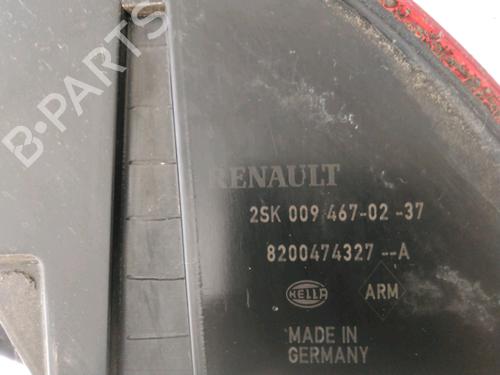 B-PARTS
RENAULT
2SK 009 467-02 -37
8200474327 --A
HELLA
ARM
MADE IN
GERMANY